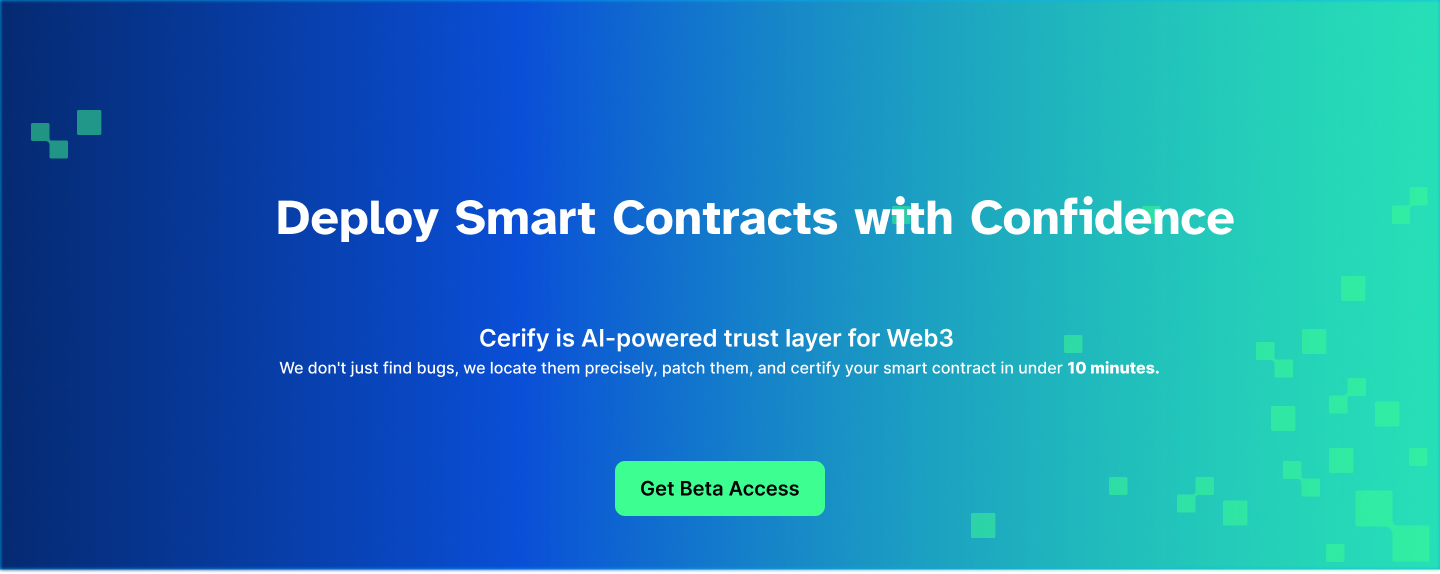 Deploy Smart Contracts with Confidence
Cerify is AI-powered trust layer for Web3
We don't just find bugs, we locate them precisely, patch them, and certify your smart contract in under 10 minutes.
Get Beta Access